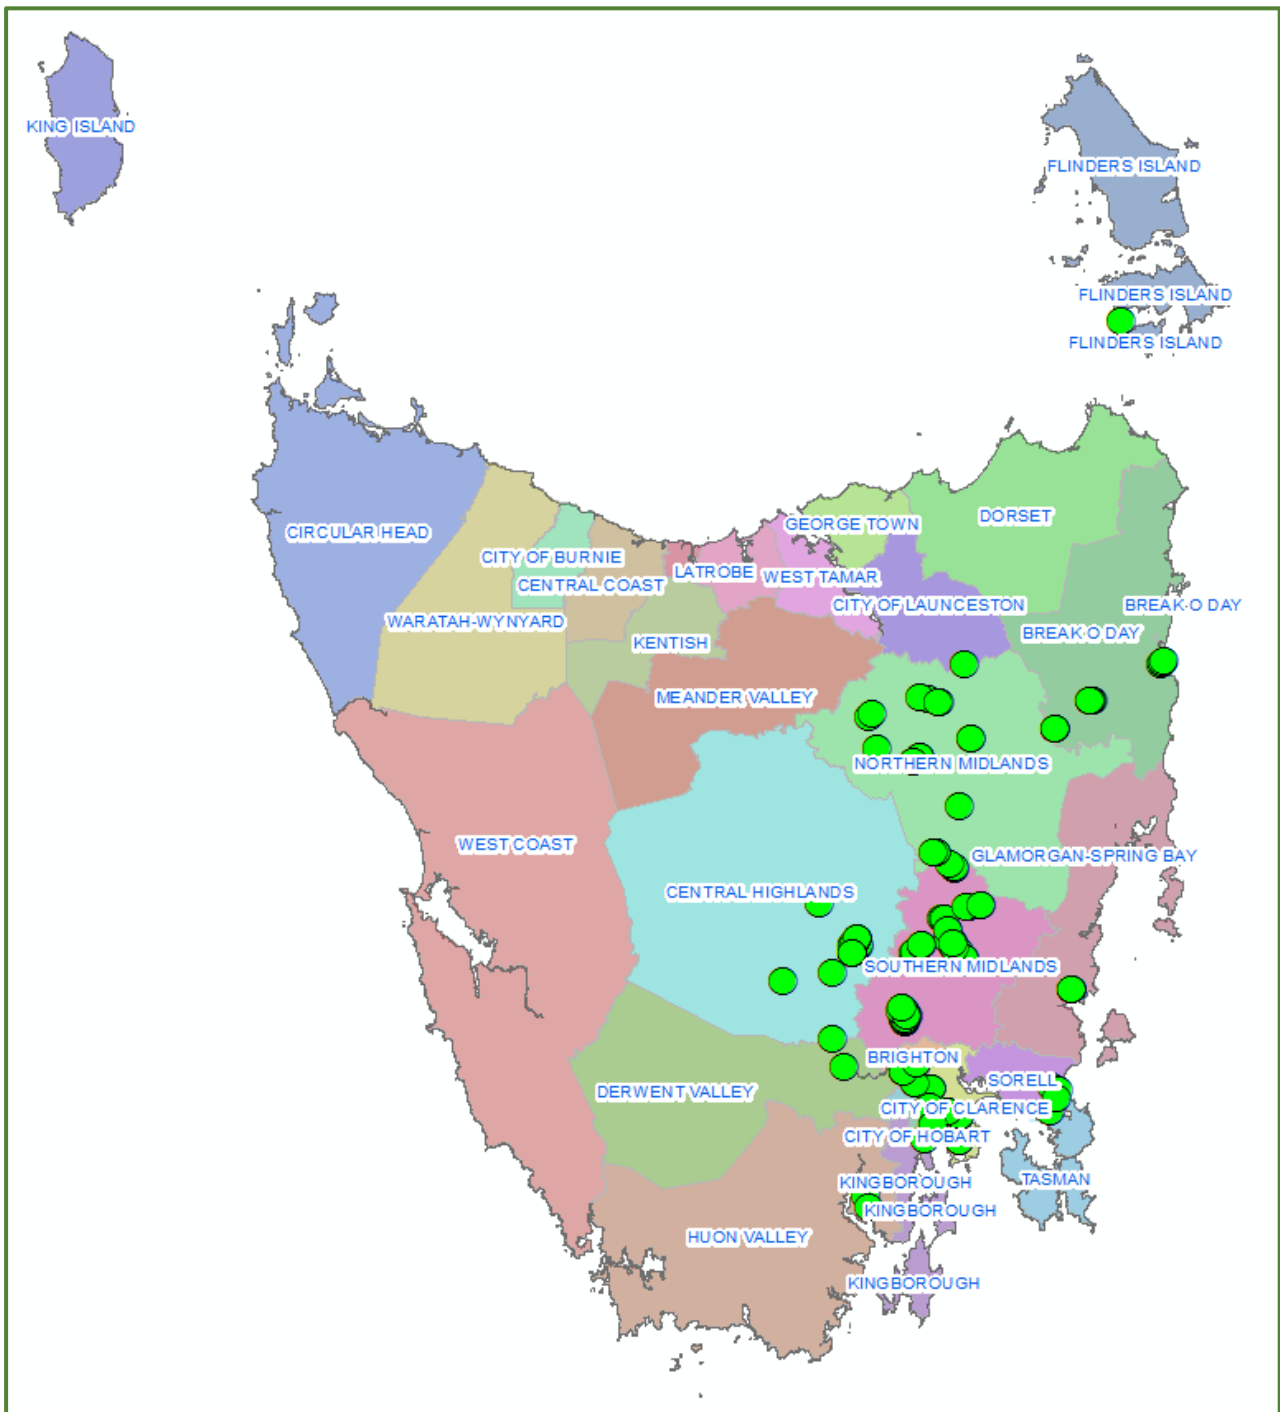 KING ISLAND
FLINDERS ISLAND
FLINDERS ISLAND
FLINDERS ISLAND
DORSET
GEORGE TOWN
CIRCULAR HEAD
CITY OF BURNIE
LATROBE
WEST TAMAR
CENTRAL COAST
CITY OF LAUNCESTON
BREAK O DAY
WARATAH-WYNYARD
BREAK O DAY
KENTISH
MEANDER VALLEY
NORTHERN MIDLANDS
WEST COAST
GLAMORGAN-SPRING BAY
CENTRAL HIGHLANDS
SOUTHERN MIDLANDS
BRIGHTON
SORELL
DERWENT VALLEY
CITY OF CLARENCE
CITY OF HOBART
TASMAN
KINGBOROUGH
KINGBOROUGH
HUON VALLEY
KINGBOROUGH